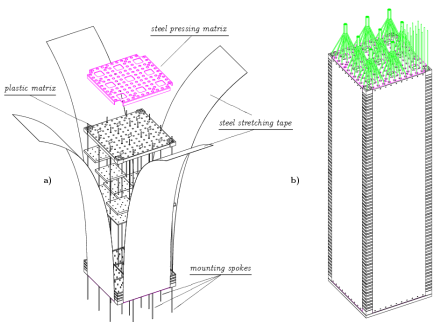 steel pressing matrix
plastic matrix
steel stretching tape
a)
b)
mounting spokes